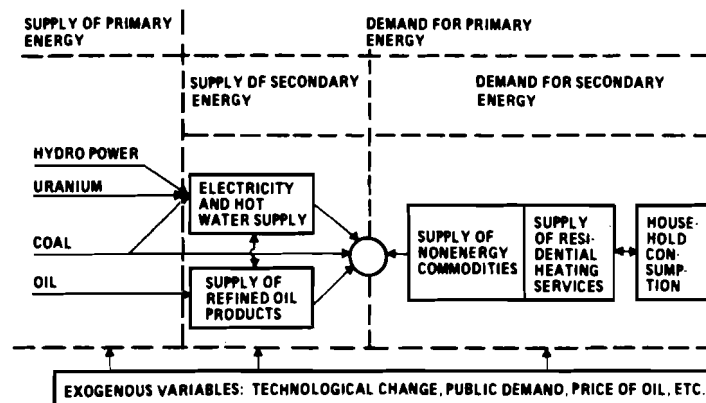 SUPPLY OF PRIMARY
ENERGY
DEMAND FOR PRIMARY
ENERGY
SUPPLY OF SECONDARY
ENERGY
DEMAND FOR SECONDARY
ENERGY
HYDRO POWER
URANIUM
COAL
OIL
ELECTRICITY
AND HOT
WATER SUPPLY
SUPPLY OF
REFINED OIL
PRODUCTS
SUPPLY OF
NONENERGY
COMMODITIES
SUPPLY
OF RESI-
DENTIAL
HEATING
SERVICES
HOUSE-
HOLD
CON-
SUMP-
TION
EXOGENOUS VARIABLES: TECHNOLOGICAL CHANGE, PUBLIC DEMAND, PRICE OF OIL, ETC.